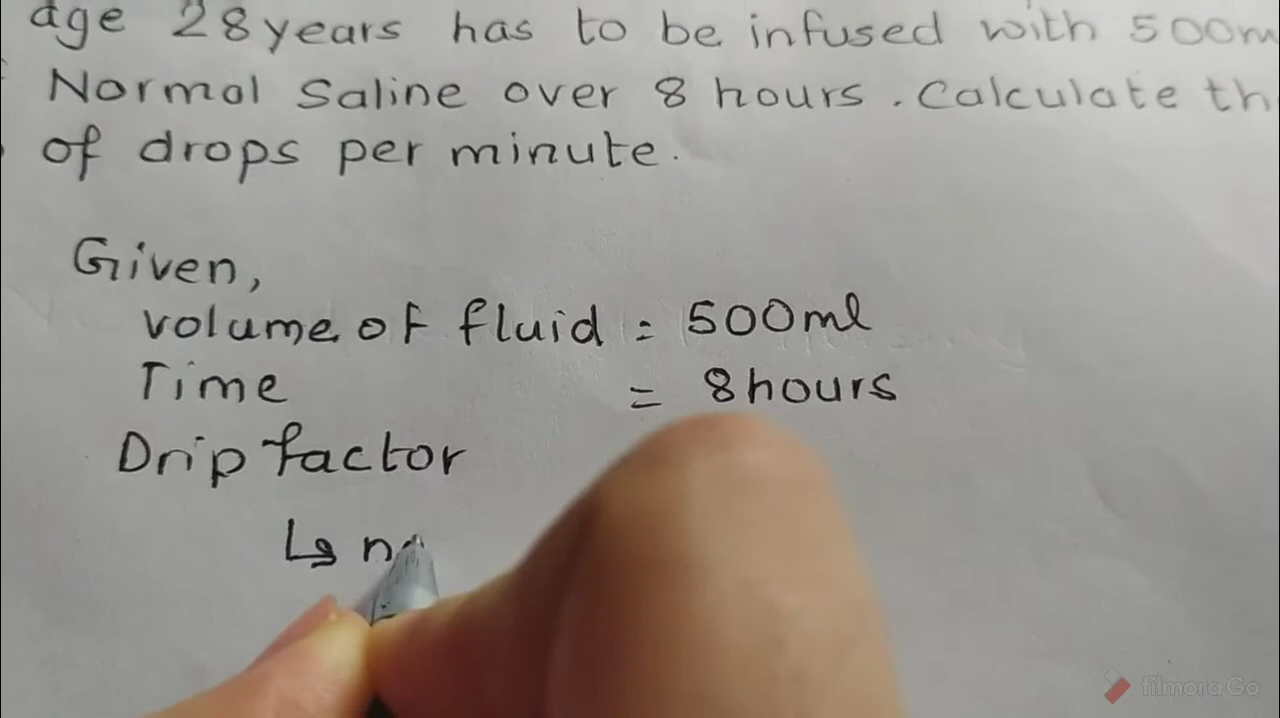 age 28 years has to be infused with 500m
Normal Saline over 8 hours. Calculate th
of drops per minute.
Given,
volume of fluid = 500ml
Time = 8 hours
Drip factor
↳ n
filmora Go